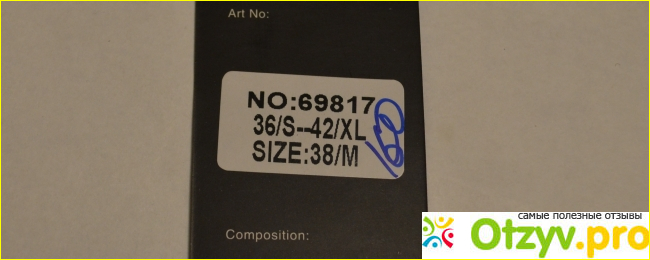 Art No:
NO:69817
36/S--42/XL
SIZE:38/M
Composition:
самые полезные отзывы
Otzyv.pro